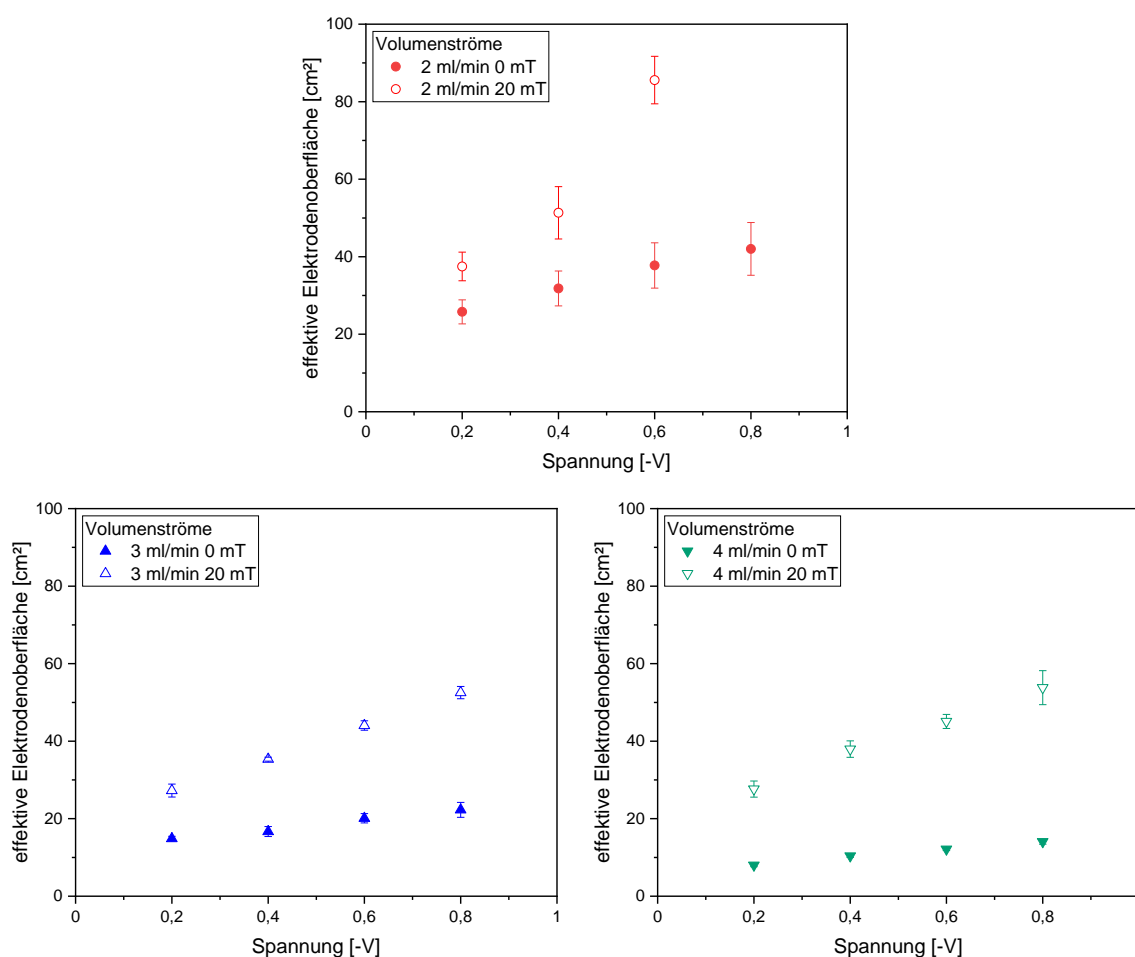 effektive Elektrodenoberfläche [cm²]
100
80
60
40
20
0
Volumenströme
2 ml/min 0 mT
2 ml/min 20 mT
0
0,2
0,4
0,6
0,8
1
Spannung [-V]
effektive Elektrodenoberfläche [cm²]
100
80
60
40
20
0
Volumenströme
3 ml/min 0 mT
3 ml/min 20 mT
0
0,2
0,4
0,6
0,8
1
Spannung [-V]
effektive Elektrodenoberfläche [cm²]
100
80
60
40
20
0
Volumenströme
4 ml/min 0 mT
4 ml/min 20 mT
0
0,2
0,4
0,6
0,8
Spannung [-V]